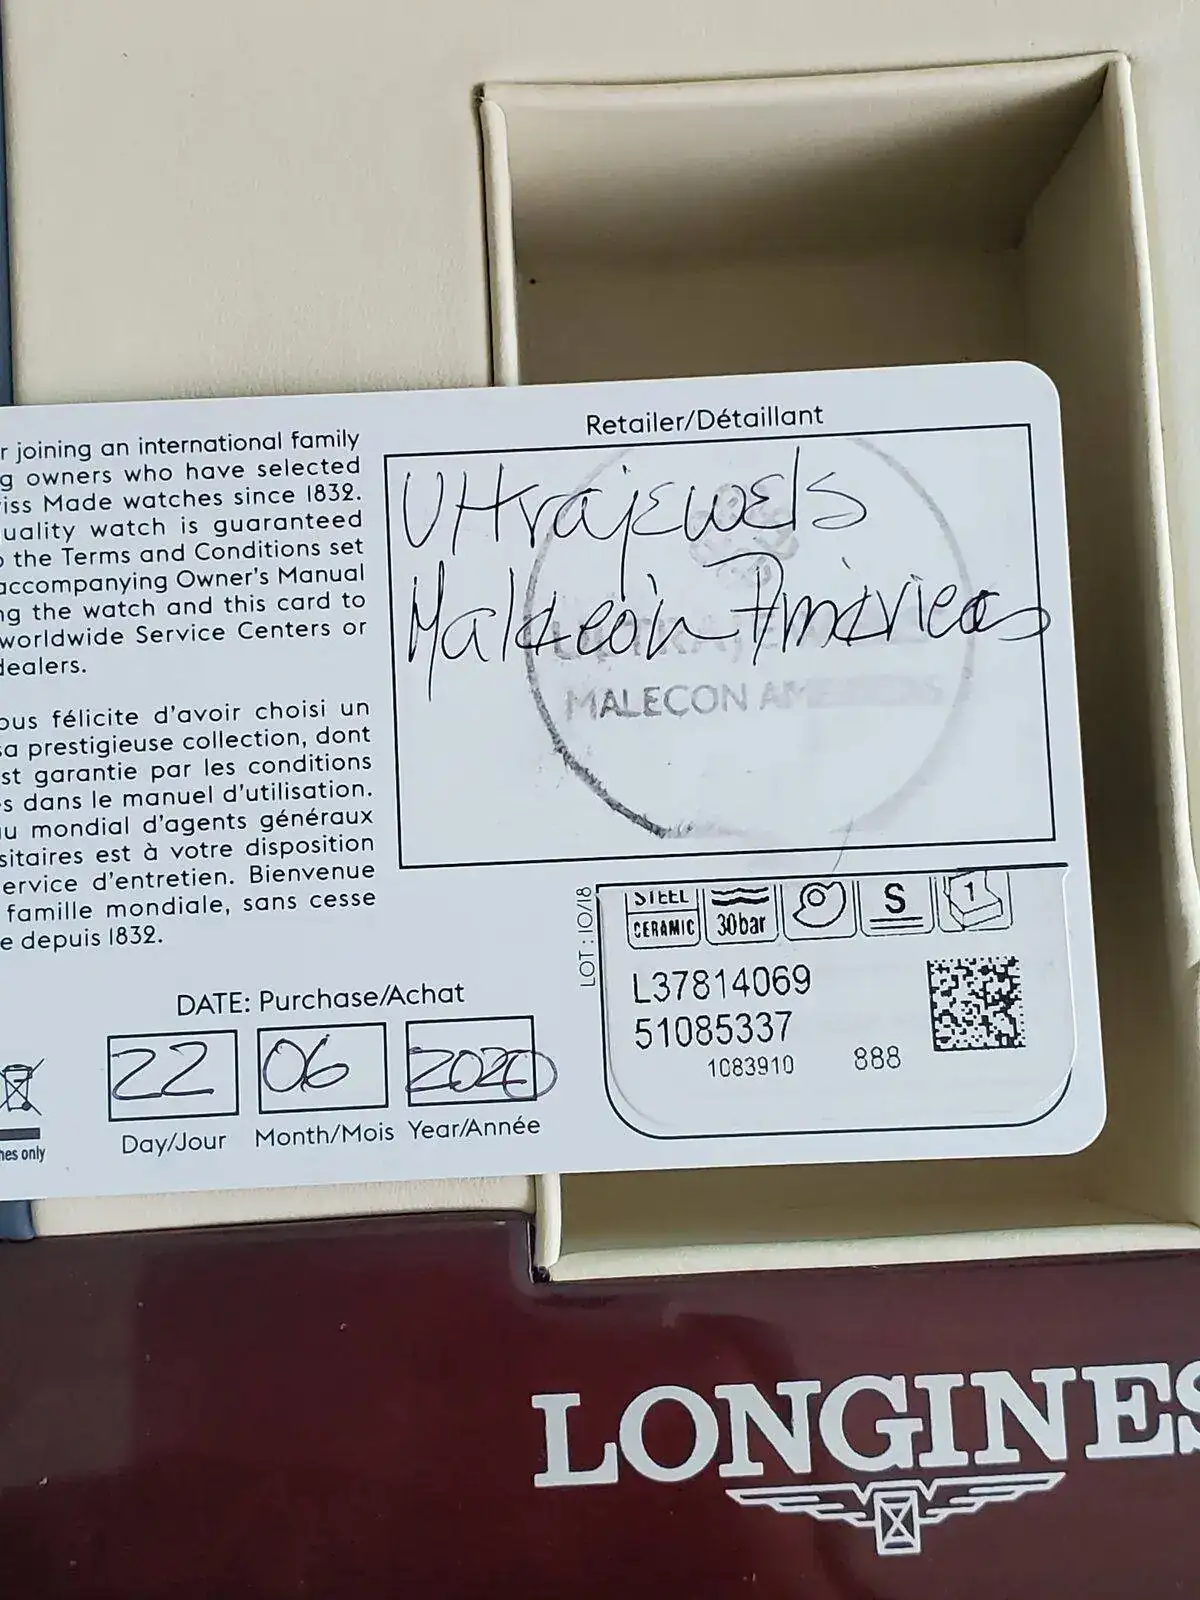 Retailer/Détaillant
Ultrajewels
Malecon Américas
MALECON AM
r joining an international family
g owners who have selected
iss Made watches since 1832.
uality watch is guaranteed
o the Terms and Conditions set
accompanying Owner's Manual
ng the watch and this card to
worldwide Service Centers or
dealers.
ous félicite d'avoir choisi un
sa prestigieuse collection, dont
st garantie par les conditions
s dans le manuel d'utilisation.
au mondial d'agents généraux
sitaires est à votre disposition
ervice d'entretien. Bienvenue
famille mondiale, sans cesse
e depuis 1832.
DATE: Purchase/Achat
22 06 2020
Day/Jour Month/Mois Year/Année
nes only
LOT : 10/18
STEEL
CERAMIC
30bar
S
1
L37814069
51085337
1083910 888
LONGINES